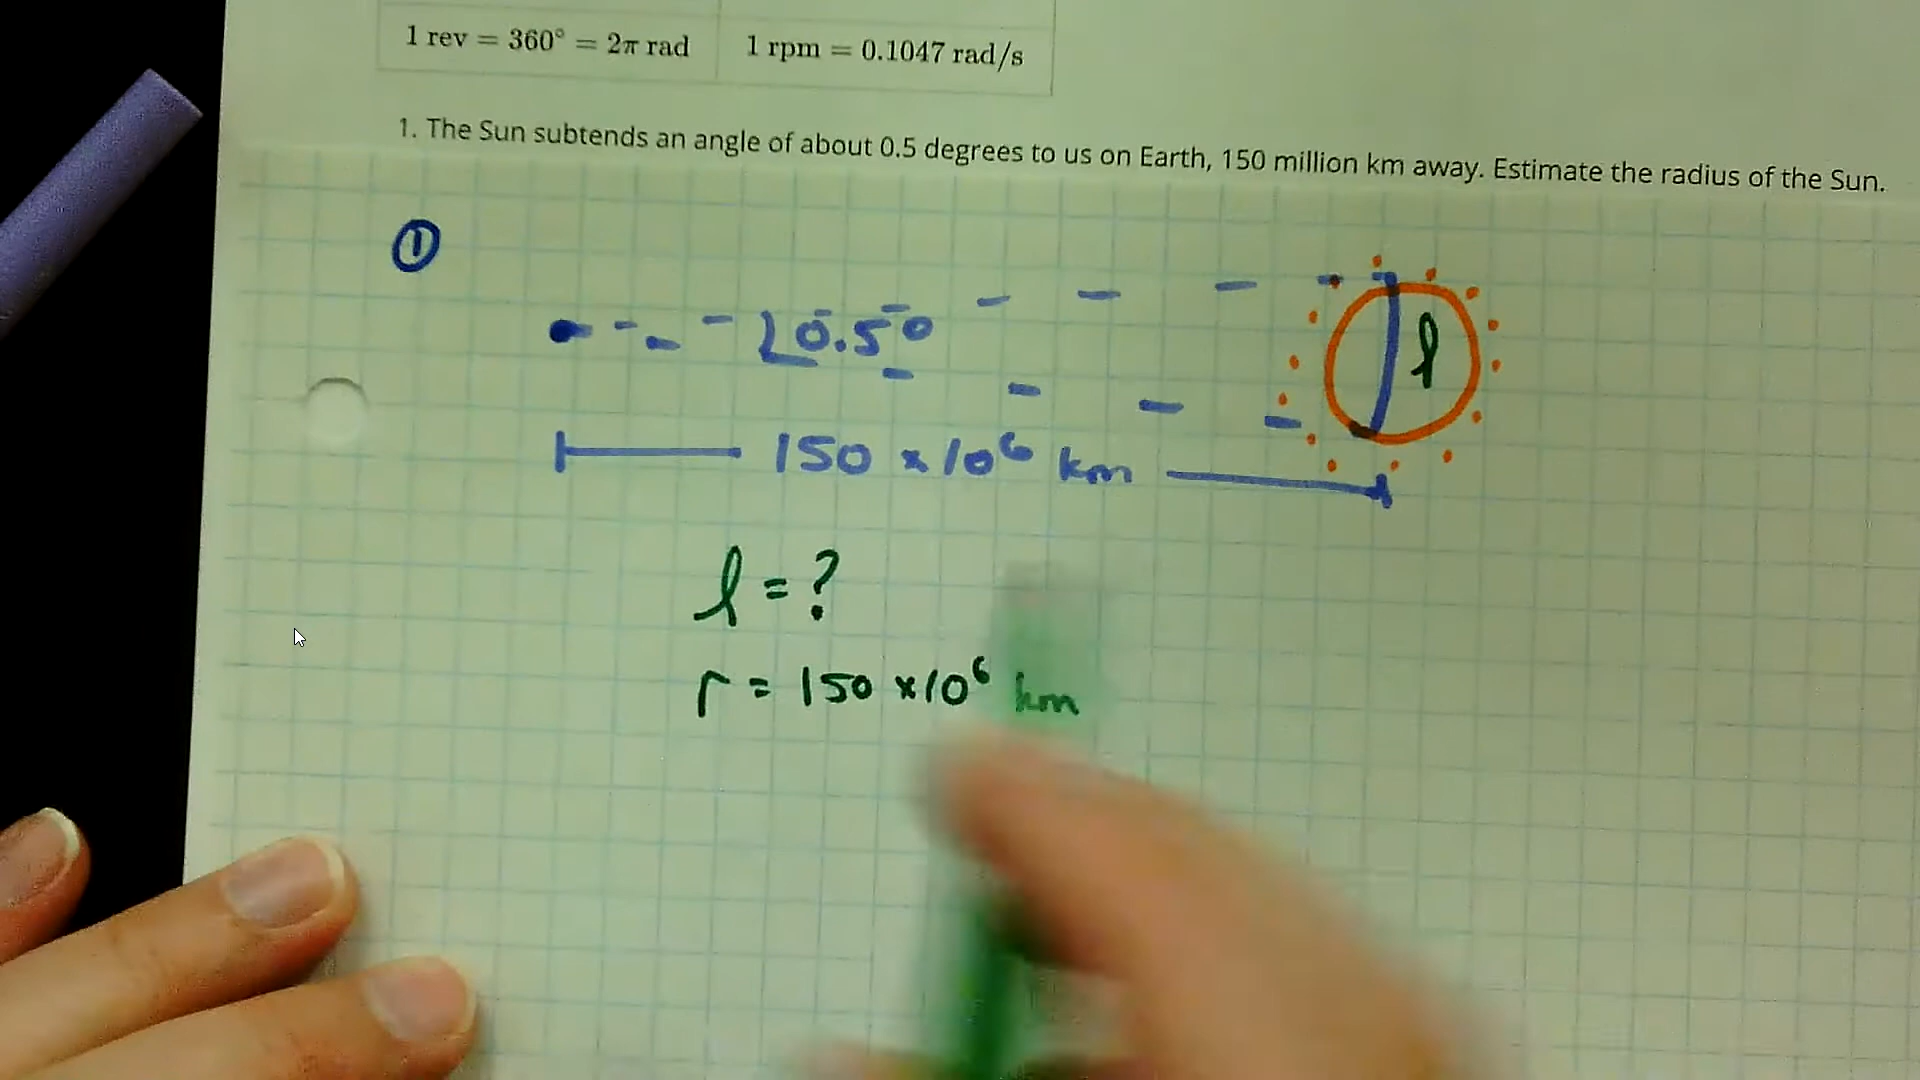 1 rev = 360° = 2π rad 1 rpm = 0.1047 rad/s
1. The Sun subtends an angle of about 0.5 degrees to us on Earth, 150 million km away. Estimate the radius of the Sun.
①
∠0.5°
l
150 × 10⁶ km
l = ?
r = 150 × 10⁶ km